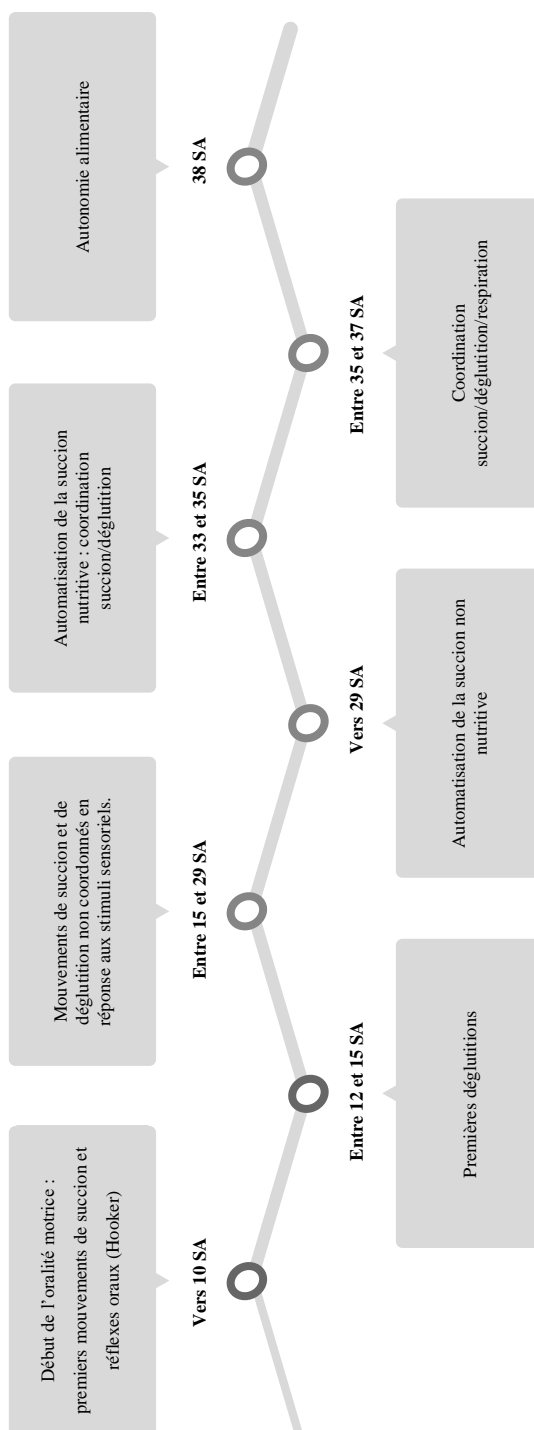 Début de l’oralité motrice :
premiers mouvements de succion et
réflexes oraux (Hooker)
Vers 10 SA
Entre 12 et 15 SA
Premières déglutitions
Mouvements de succion et de
déglutition non coordonnés en
réponse aux stimuli sensoriels.
Entre 15 et 29 SA
Vers 29 SA
Automatisation de la succion non
nutritive
Automatisation de la succion
nutritive : coordination
succion/déglutition
Entre 33 et 35 SA
Entre 35 et 37 SA
Coordination
succion/déglutition/respiration
Autonomie alimentaire
38 SA